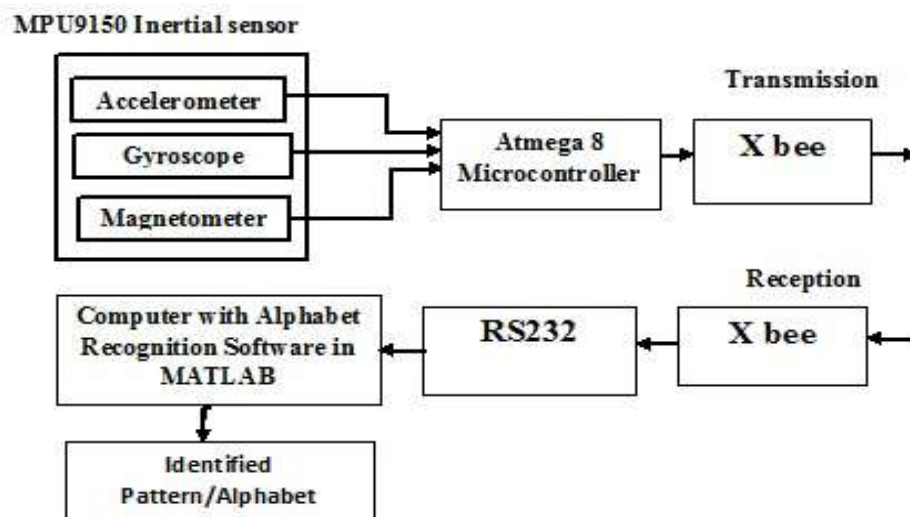 MPU9150 Inertial sensor
Accelerometer
Gyroscope
Magnetometer
Atmega 8
Microcontroller
Transmission
X bee
Reception
X bee
RS232
Computer with Alphabet
Recognition Software in
MATLAB
Identified
Pattern/Alphabet